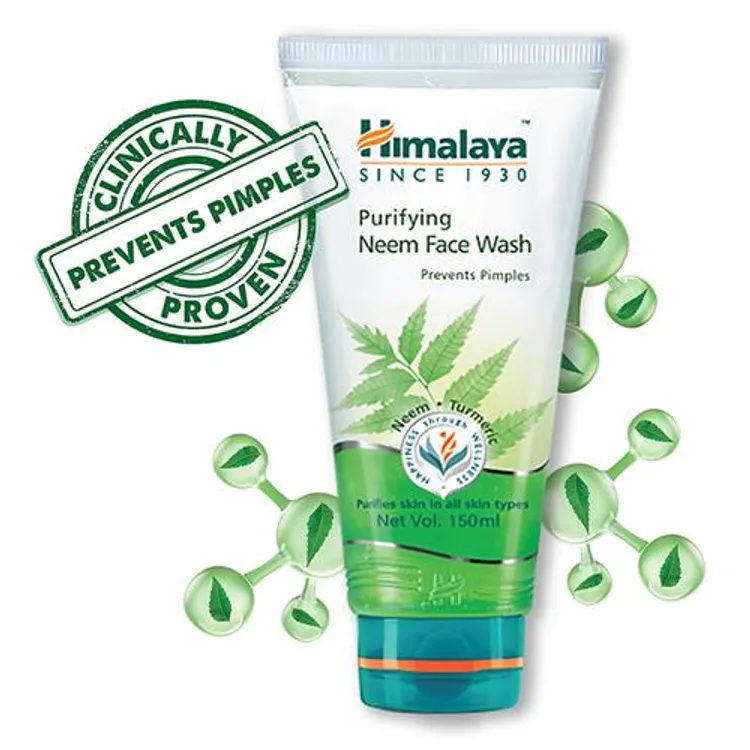 CLINICALLY
PREVENTS PIMPLES
PROVEN
Himalaya™
SINCE 1930
Purifying
Neem Face Wash
Prevents Pimples
Neem • Turmeric
HAPPINESS through WELLNESS
Purifies skin in all skin types
Net Vol. 150ml
H